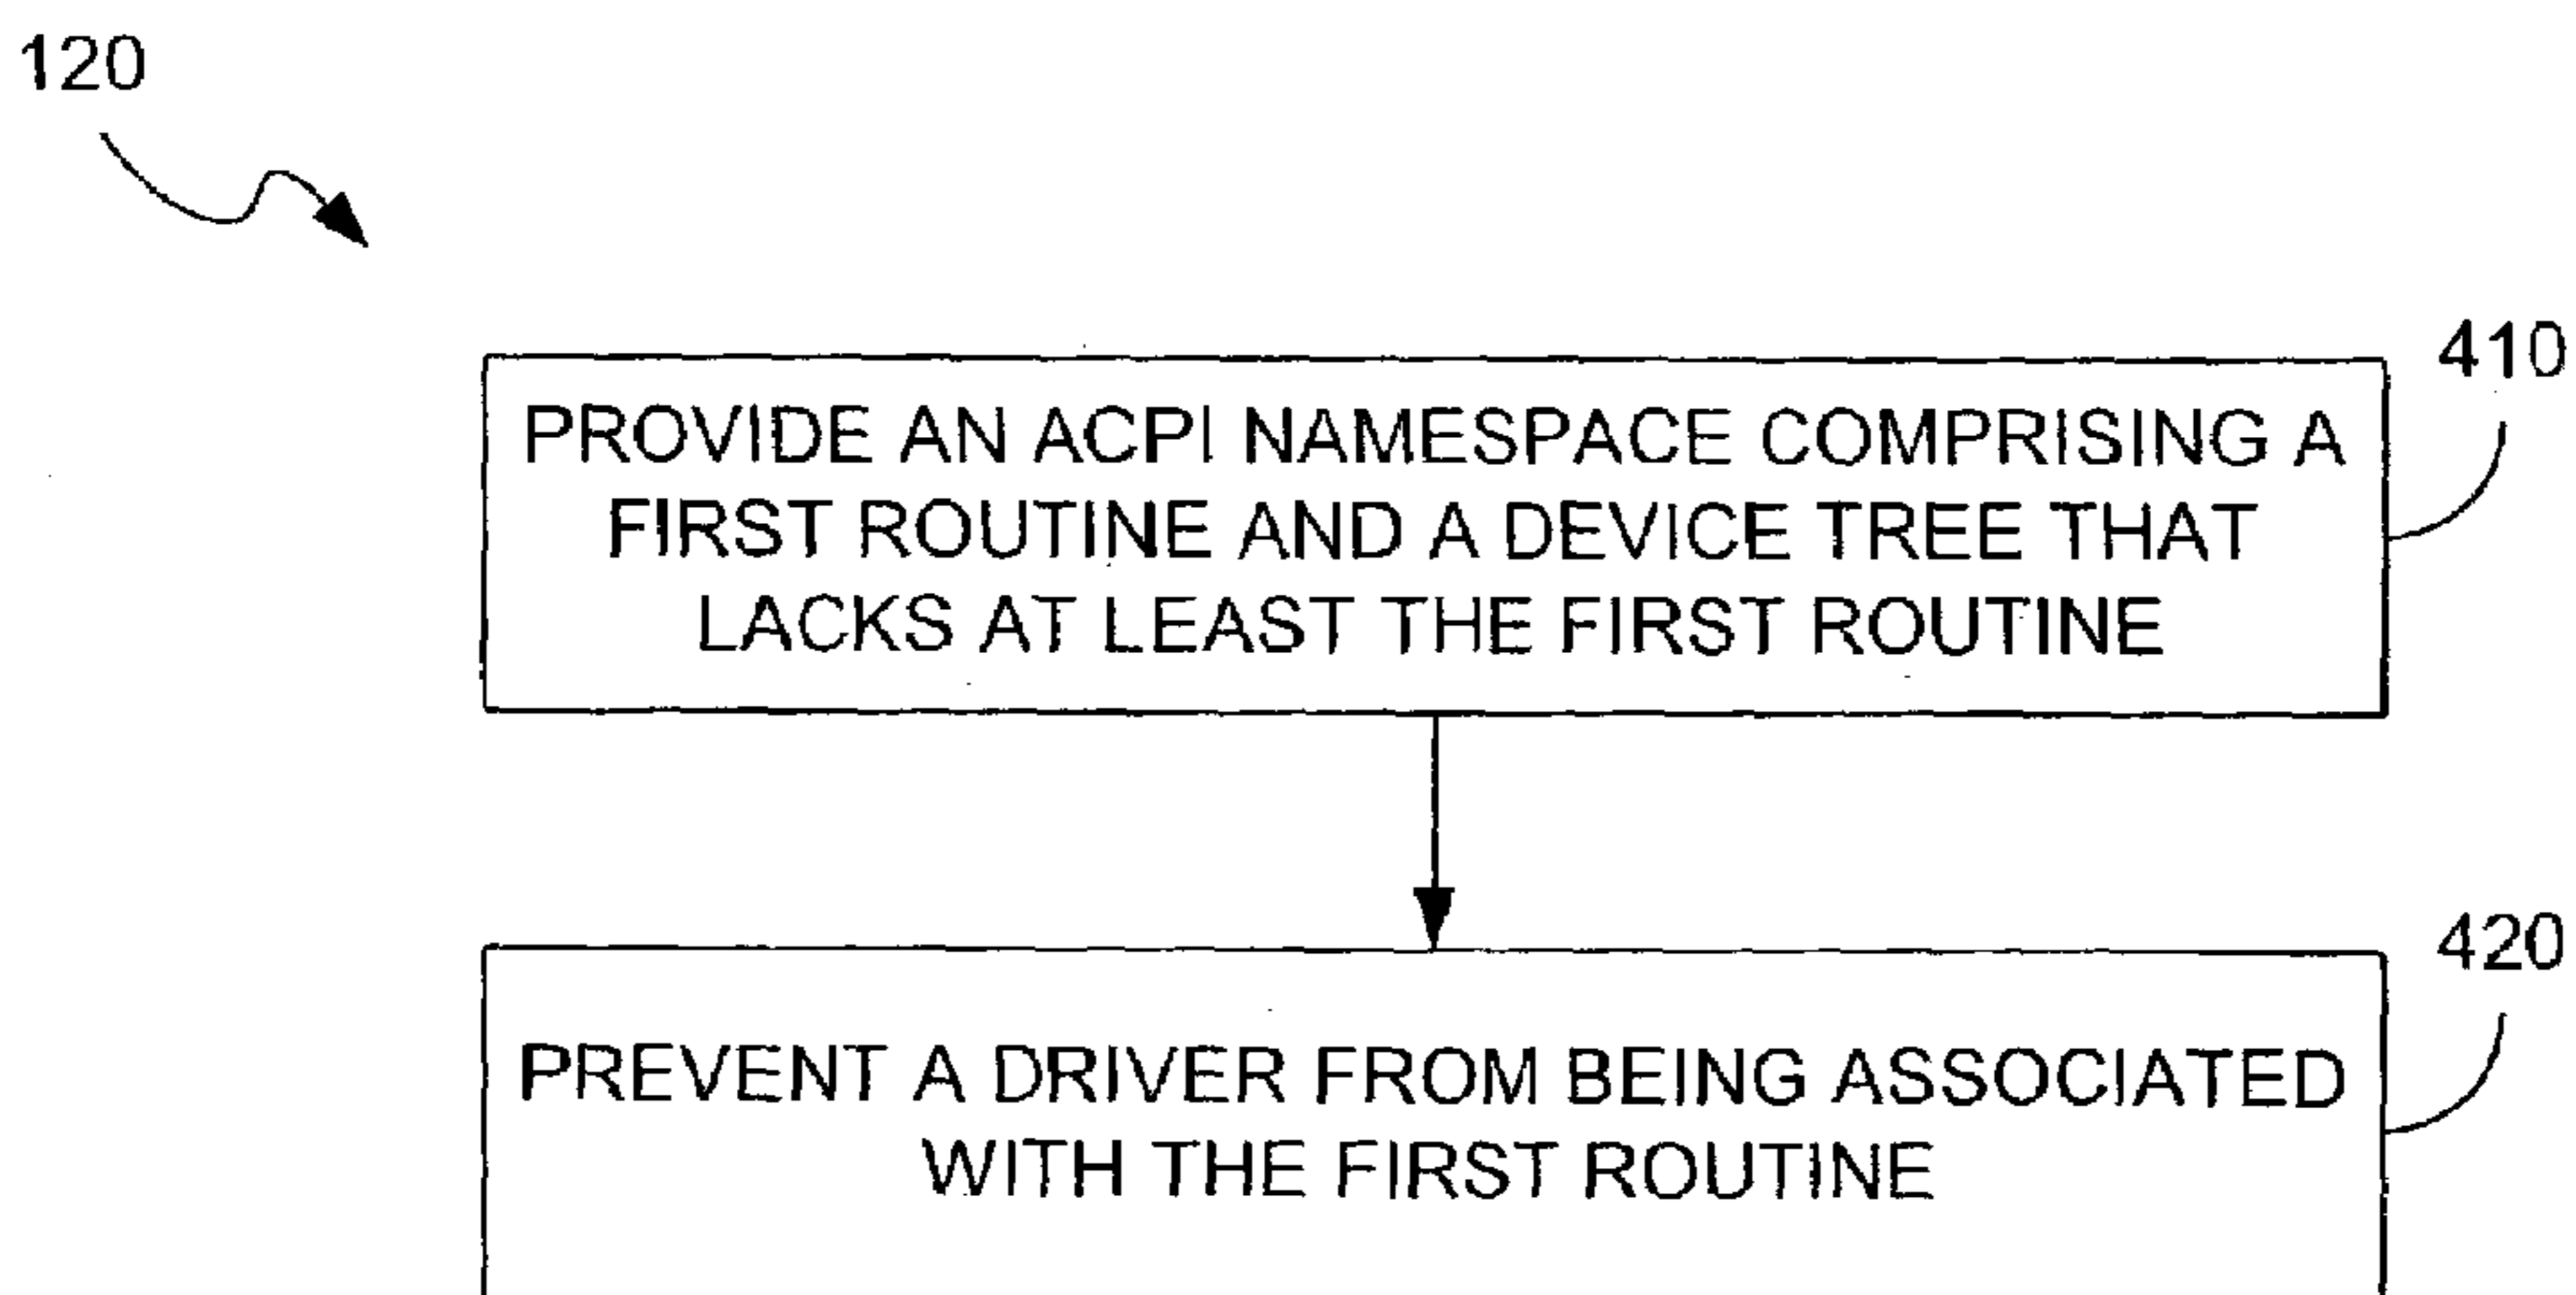 120
410
PROVIDE AN ACPI NAMESPACE COMPRISING A
FIRST ROUTINE AND A DEVICE TREE THAT
LACKS AT LEAST THE FIRST ROUTINE
420
PREVENT A DRIVER FROM BEING ASSOCIATED
WITH THE FIRST ROUTINE